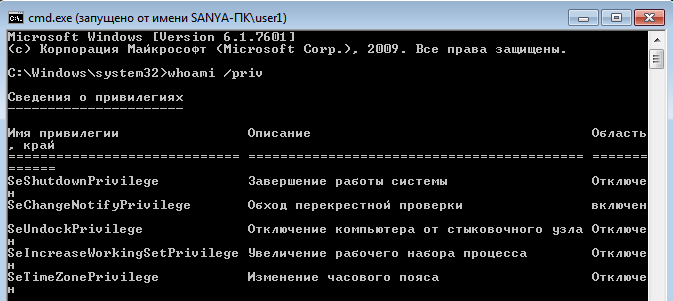 cmd.exe (запущено от имени SANYA-ПК\user1)
Microsoft Windows [Version 6.1.7601]
(c) Корпорация Майкрософт (Microsoft Corp.), 2009. Все права защищены.
C:\Windows\system32>whoami /priv
Сведения о привилегиях
----------------------
Имя привилегии Описание Область
, край
============================= ========================================== =======
======
SeShutdownPrivilege Завершение работы системы Отключе
н
SeChangeNotifyPrivilege Обход перекрестной проверки включен
SeUndockPrivilege Отключение компьютера от стыковочного узла Отключе
н
SeIncreaseWorkingSetPrivilege Увеличение рабочего набора процесса Отключе
н
SeTimeZonePrivilege Изменение часового пояса Отключе
н